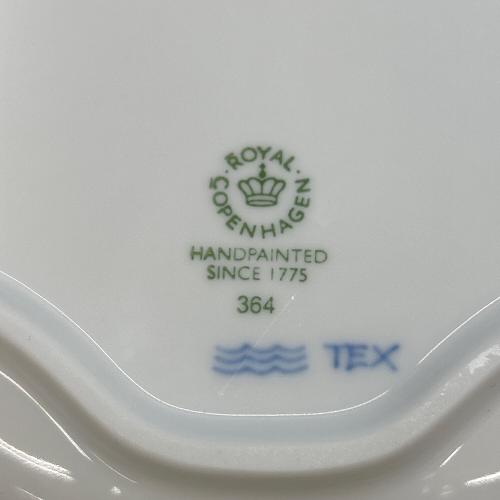 ROYAL COPENHAGEN
HANDPAINTED
SINCE 1775
364
TEX